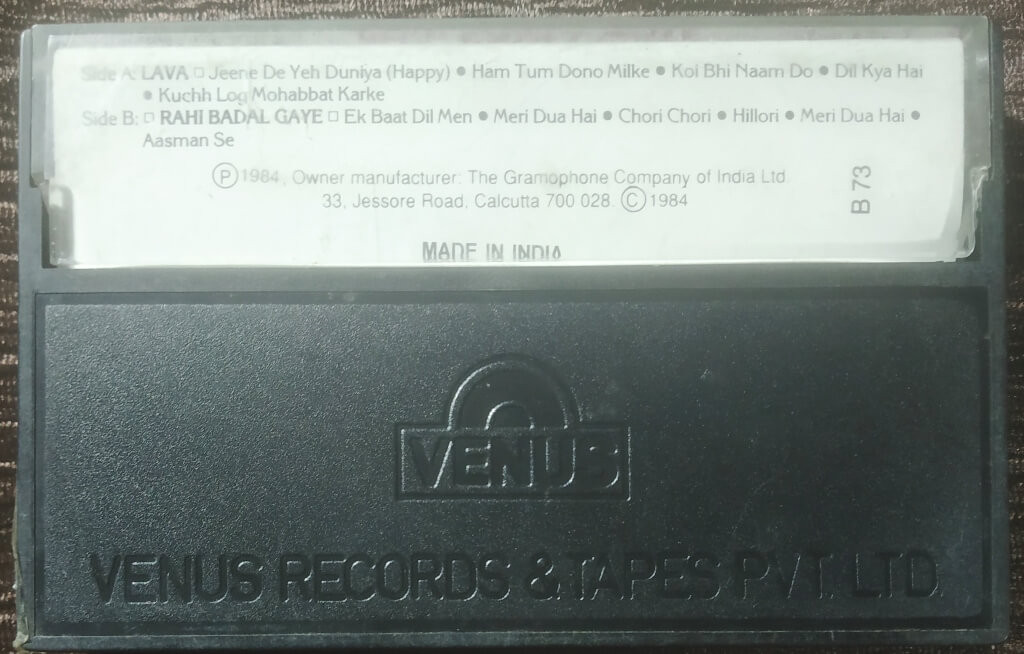 Side A: LAVA □ Jeene De Yeh Duniya (Happy) ● Ham Tum Dono Milke ● Koi Bhi Naam Do ● Dil Kya Hai
● Kuchh Log Mohabbat Karke
Side B: □ RAHI BADAL GAYE □ Ek Baat Dil Men ● Meri Dua Hai ● Chori Chori ● Hillori ● Meri Dua Hai ●
Aasman Se
Ⓟ 1984, Owner manufacturer: The Gramophone Company of India Ltd.
33, Jessore Road, Calcutta 700 028. Ⓒ 1984
B 73
MADE IN INDIA
VENUS
VENUS RECORDS & TAPES PVT. LTD.